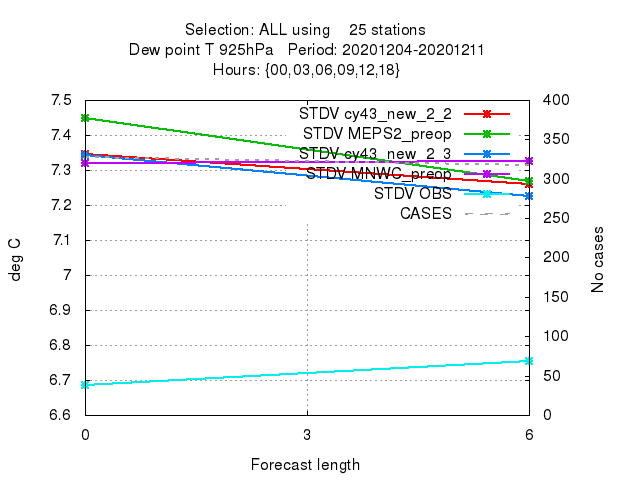 Selection: ALL using 25 stations
Dew point T 925hPa Period: 20201204-20201211
Hours: {00,03,06,09,12,18}
7.5
7.4
7.3
7.2
7.1
7
6.9
6.8
6.7
6.6
deg C
STDV cy43_new_2_2
STDV MEPS2_preop
STDV cy43_new_2_3
STDV MNWC_preop
STDV OBS
CASES
400
350
300
250
200
150
100
50
0
No cases
0 3 6
Forecast length